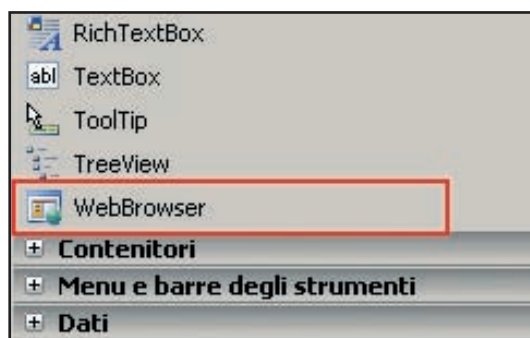 RichTextBox
abl TextBox
ToolTip
TreeView
WebBrowser
Contenitori
Menu e barre degli strumenti
Dati